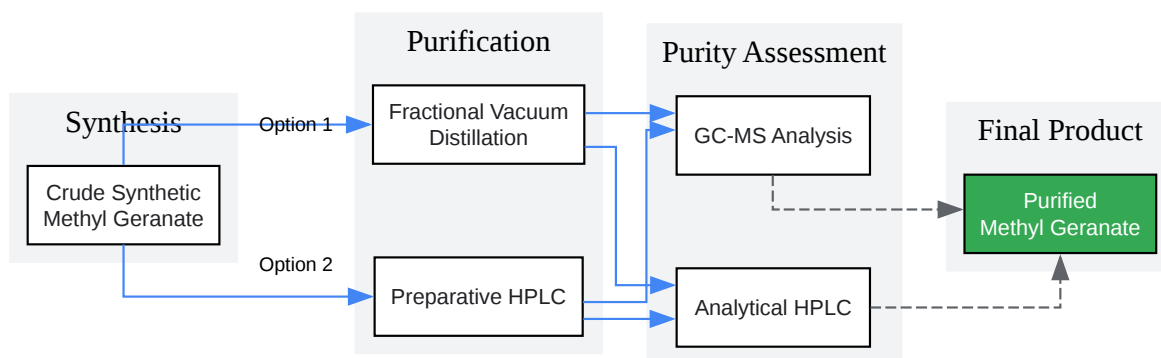 Synthesis
Crude Synthetic
Methyl Geranate
Option 1
Option 2
Purification
Fractional Vacuum
Distillation
Preparative HPLC
Purity Assessment
GC-MS Analysis
Analytical HPLC
Final Product
Purified
Methyl Geranate